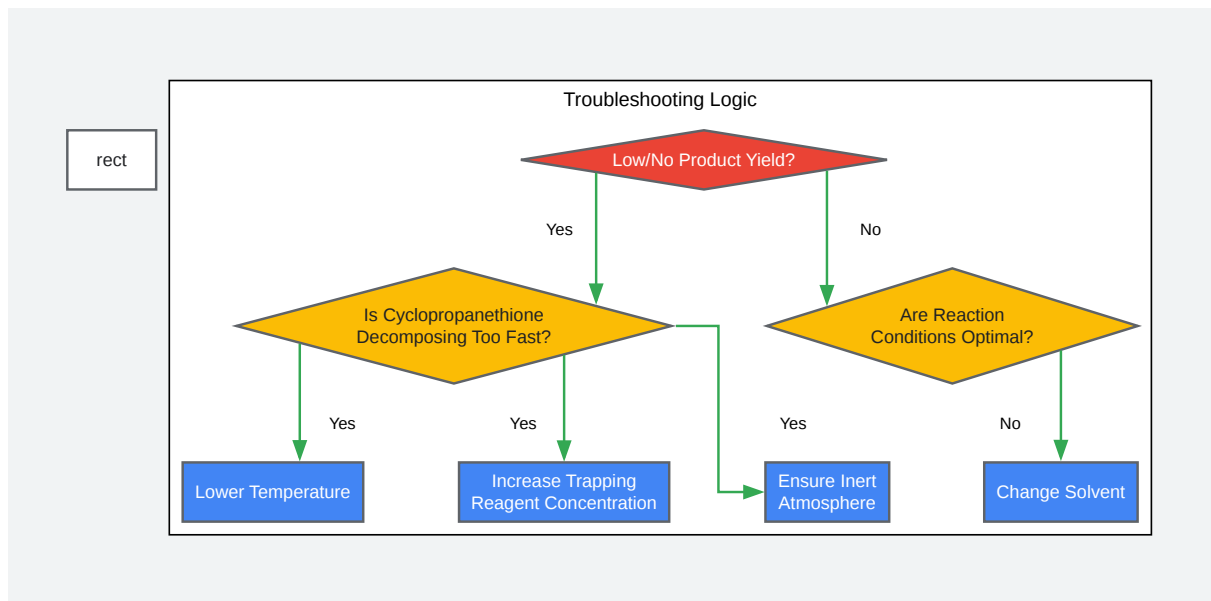 Troubleshooting Logic
rect
Low/No Product Yield?
Yes
No
Is Cyclopropanethione
Decomposing Too Fast?
Are Reaction
Conditions Optimal?
Yes
Yes
Yes
No
Lower Temperature
Increase Trapping
Reagent Concentration
Ensure Inert
Atmosphere
Change Solvent